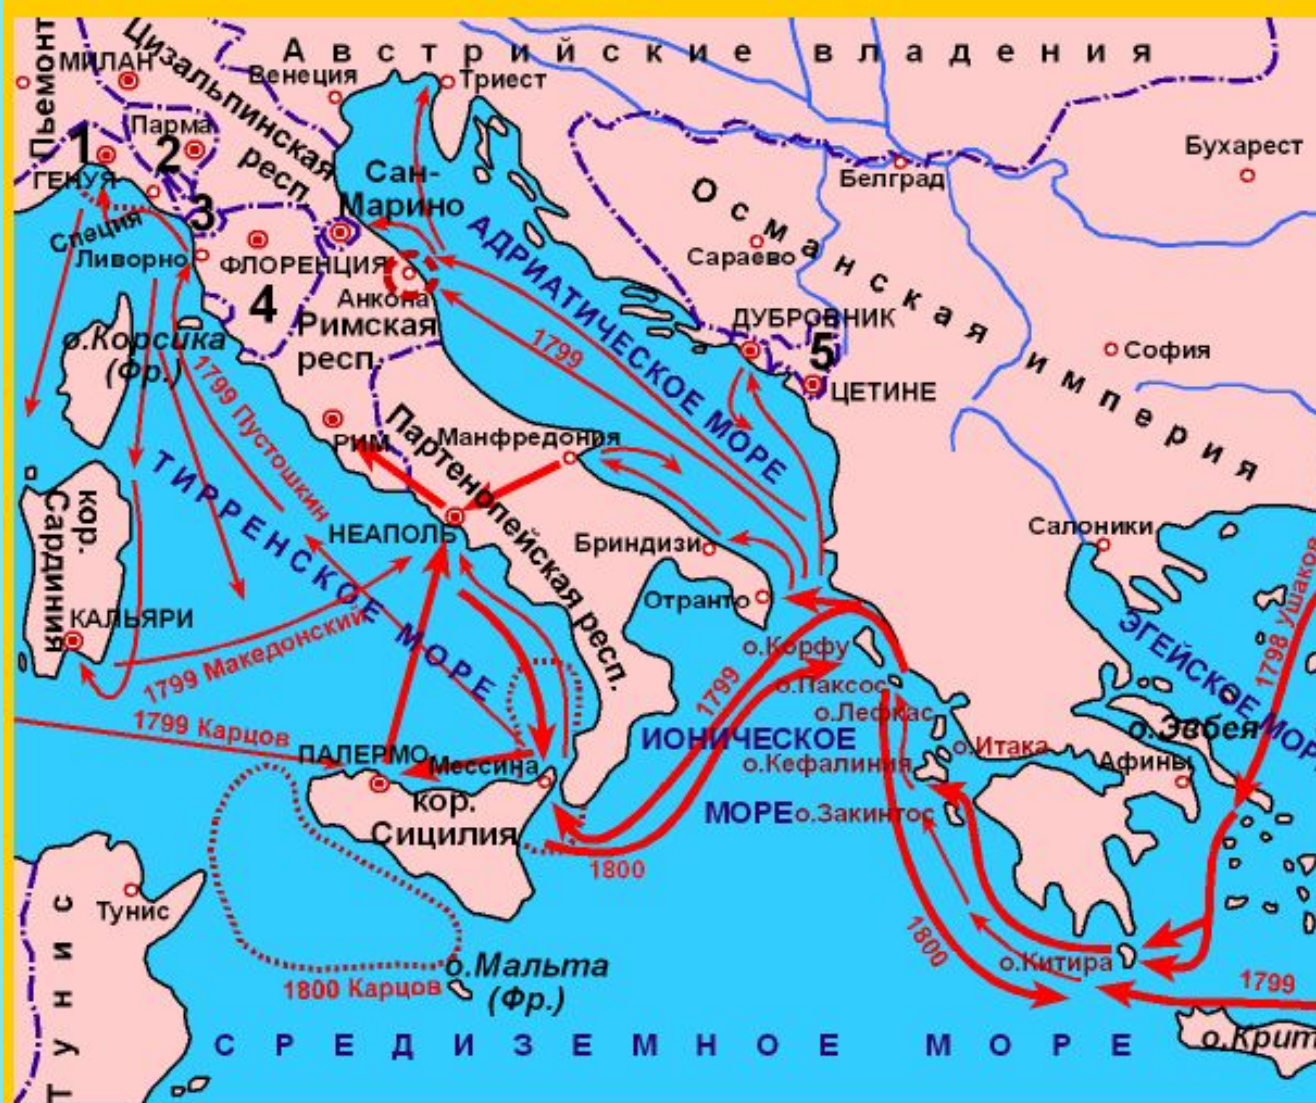 Австрийские владения
Пьемонт
МИЛАН
Цизальпинская
респ.
Венеция
Триест
Парма
1
2
ГЕНУЯ
Специя
3
Сан-
Марино
Ливорно
ФЛОРЕНЦИЯ
4
Анкона
Римская
респ.
АДРИАТИЧЕСКОЕ МОРЕ
1799
Бухарест
Белград
Османская империя
Сараево
ДУБРОВНИК
5
ЦЕТИНЕ
София
о.Корсика
(Фр.)
1799 Пустошкин
РИМ
Манфредония
Партенопейская респ.
НЕАПОЛЬ
Бриндизи
Отранто
Салоники
ТИРРЕНСКОЕ МОРЕ
кор.
Сардиния
КАЛЬЯРИ
1799 Македонский
1799 Карцов
ПАЛЕРМО
Мессина
кор.
Сицилия
о.Корфу
о.Паксос
о.Лефкас
ИОНИЧЕСКОЕ
МОРЕ
о.Итака
о.Кефалиния
о.Закинтос
1799
1800
ЭГЕЙСКОЕ МОР
1798 Ушаков
о.Эвбея
Афины
Тунис
ТУНИС
о.Мальта
(Фр.)
1800 Карцов
1800
о.Китира
1799
о.Крит
СРЕДИЗЕМНОЕ МОРЕ